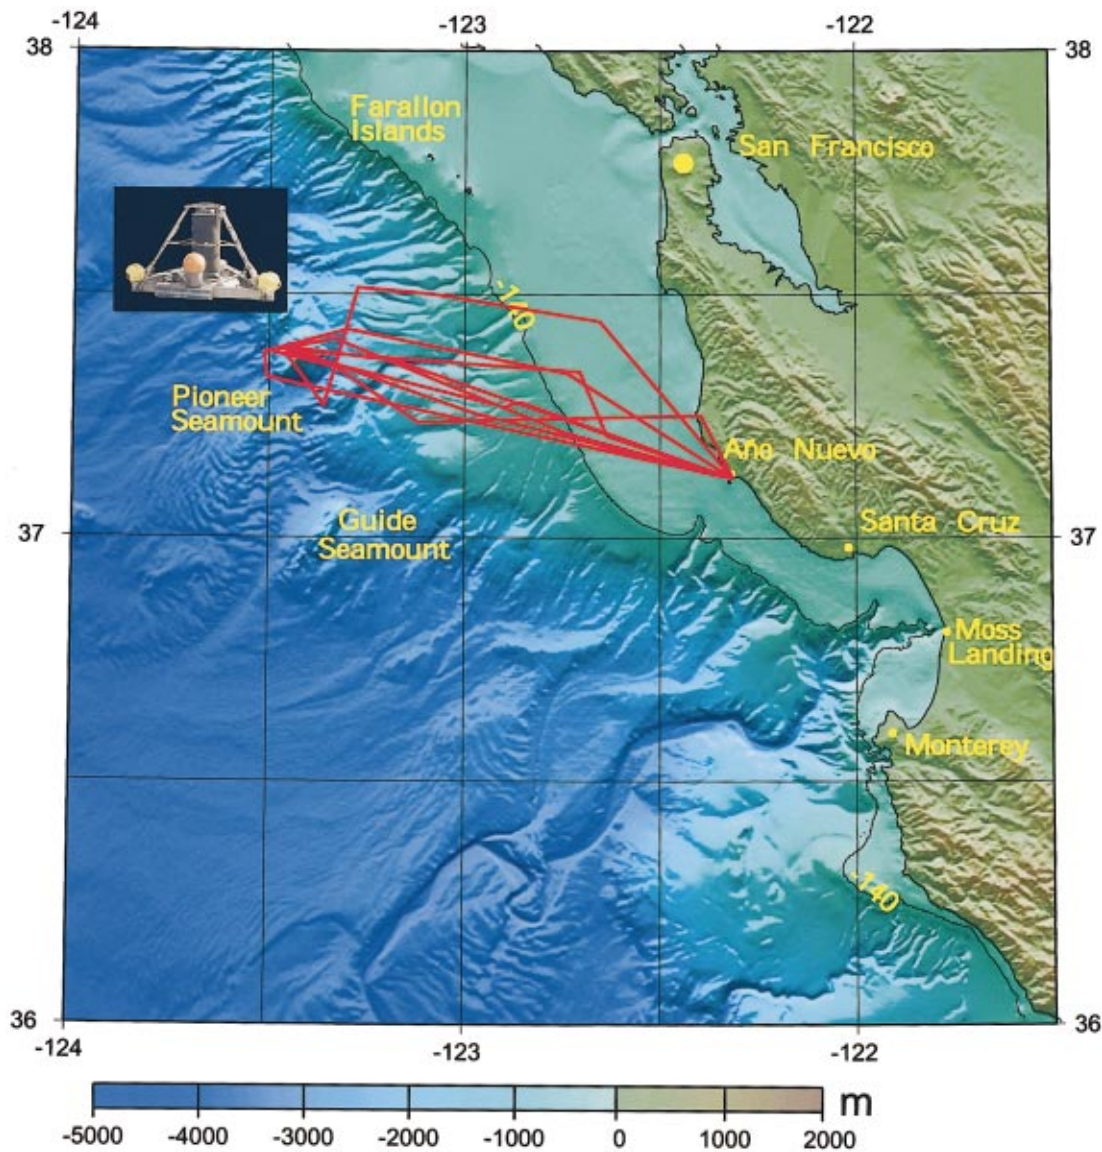 -124
-123
-122
38
38
Farallon
Islands
San Francisco
-140
Pioneer
Seamount
Año Nuevo
Guide
Seamount
Santa Cruz
37
37
Moss
Landing
Monterey
-140
36
36
-124
-123
-122
m
-5000
-4000
-3000
-2000
-1000
0
1000
2000